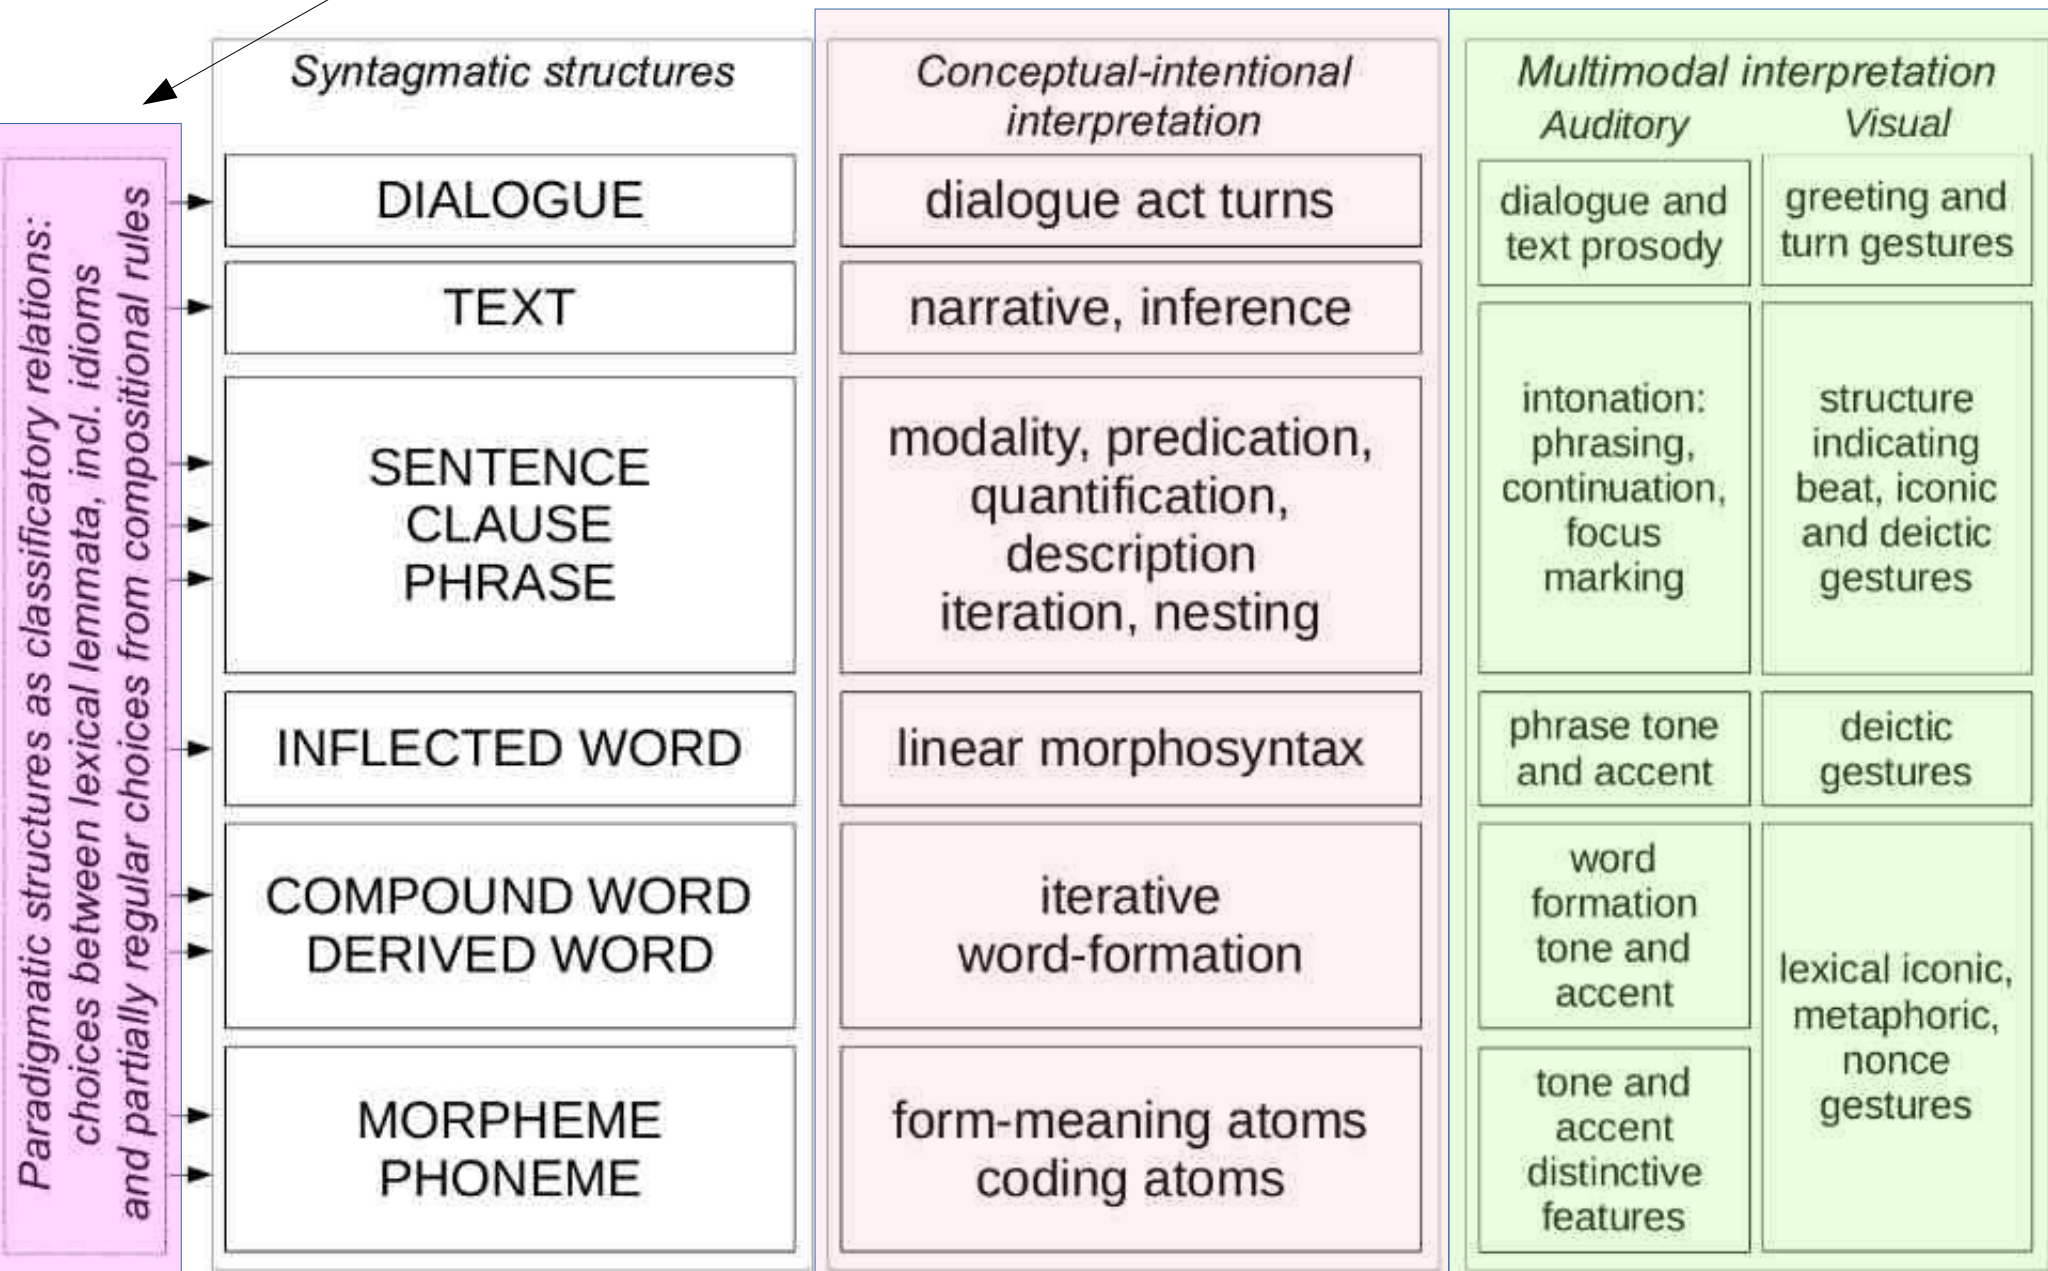 Paradigmatic structures as classificatory relations:
choices between lexical lemmata, incl. idioms
and partially regular choices from compositional rules
Syntagmatic structures
DIALOGUE
TEXT
SENTENCE
CLAUSE
PHRASE
INFLECTED WORD
COMPOUND WORD
DERIVED WORD
MORPHEME
PHONEME
Conceptual-intentional
interpretation
dialogue act turns
narrative, inference
modality, predication,
quantification,
description
iteration, nesting
linear morphosyntax
iterative
word-formation
form-meaning atoms
coding atoms
Multimodal interpretation
Auditory
dialogue and
text prosody
intonation:
phrasing,
continuation,
focus
marking
phrase tone
and accent
word
formation
tone and
accent
tone and
accent
distinctive
features
Visual
greeting and
turn gestures
structure
indicating
beat, iconic
and deictic
gestures
deictic
gestures
lexical iconic,
metaphoric,
nonce
gestures